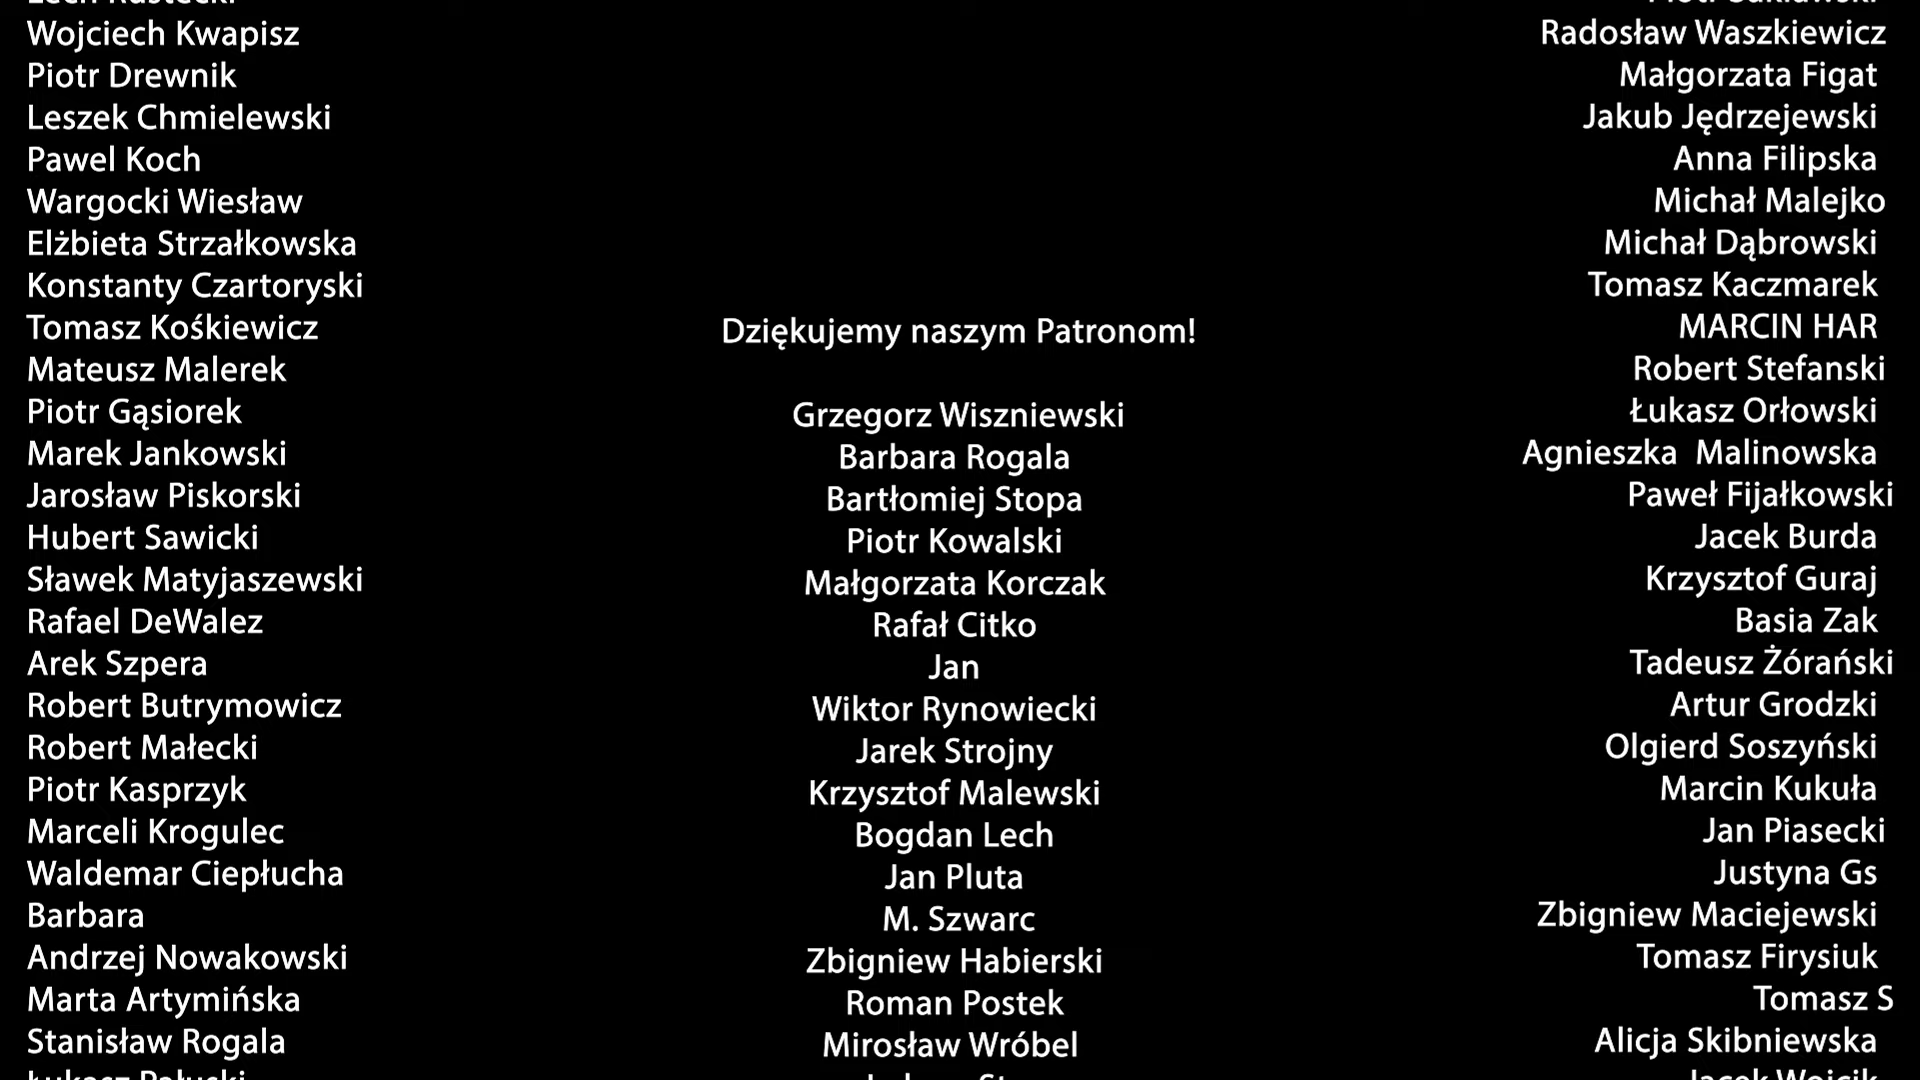 Wojciech Kwapisz
Piotr Drewnik
Leszek Chmielewski
Pawel Koch
Wargocki Wiesław
Elżbieta Strzałkowska
Konstanty Czartoryski
Tomasz Kośkiewicz
Mateusz Malerek
Piotr Gąsiorek
Marek Jankowski
Jarosław Piskorski
Hubert Sawicki
Sławek Matyjaszewski
Rafael DeWalez
Arek Szpera
Robert Butrymowicz
Robert Małecki
Piotr Kasprzyk
Marceli Krogulec
Waldemar Ciepłucha
Barbara
Andrzej Nowakowski
Marta Artymińska
Stanisław Rogala
Dziękujemy naszym Patronom!
Grzegorz Wiszniewski
Barbara Rogala
Bartłomiej Stopa
Piotr Kowalski
Małgorzata Korczak
Rafał Citko
Jan
Wiktor Rynowiecki
Jarek Strojny
Krzysztof Malewski
Bogdan Lech
Jan Pluta
M. Szwarc
Zbigniew Habierski
Roman Postek
Mirosław Wróbel
Radosław Waszkiewicz
Małgorzata Figat
Jakub Jędrzejewski
Anna Filipska
Michał Malejko
Michał Dąbrowski
Tomasz Kaczmarek
MARCIN HAR
Robert Stefanski
Łukasz Orłowski
Agnieszka  Malinowska
Paweł Fijałkowski
Jacek Burda
Krzysztof Guraj
Basia Zak
Tadeusz Żórański
Artur Grodzki
Olgierd Soszyński
Marcin Kukuła
Jan Piasecki
Justyna Gs
Zbigniew Maciejewski
Tomasz Firysiuk
Tomasz S
Alicja Skibniewska
Jacek Wojcik